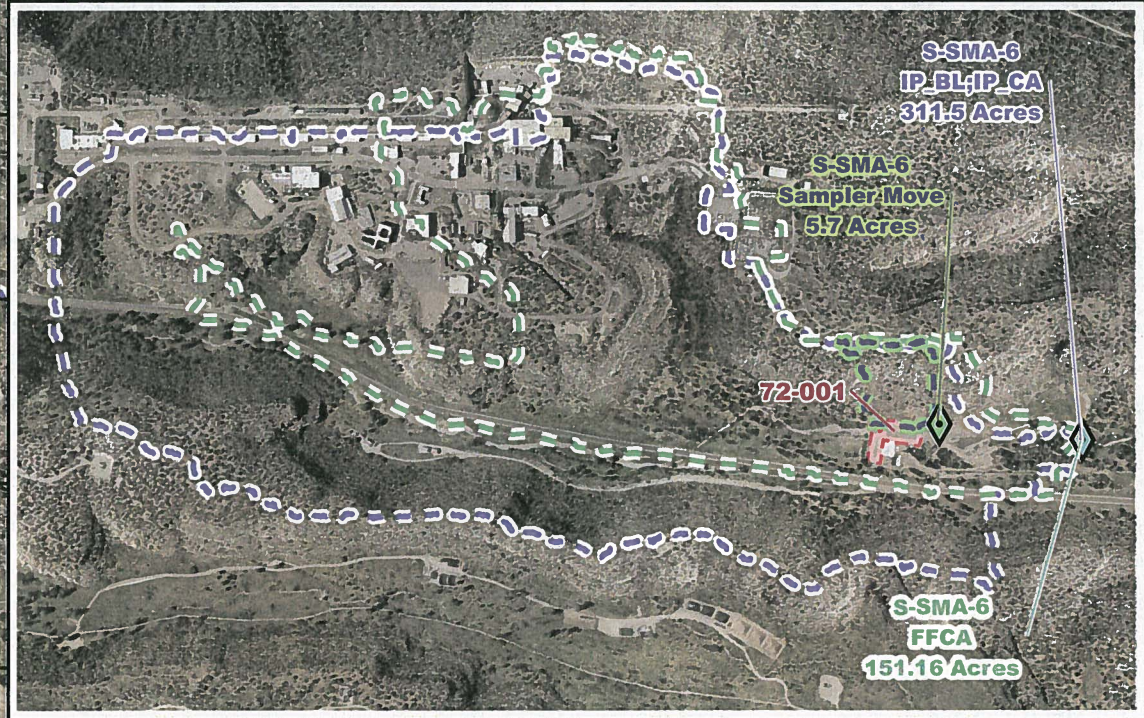 S-SMA-6
IP_BL;IP_CA
311.5 Acres
S-SMA-6
Sampler Move
5.7 Acres
72-001
S-SMA-6
FFCA
151.16 Acres